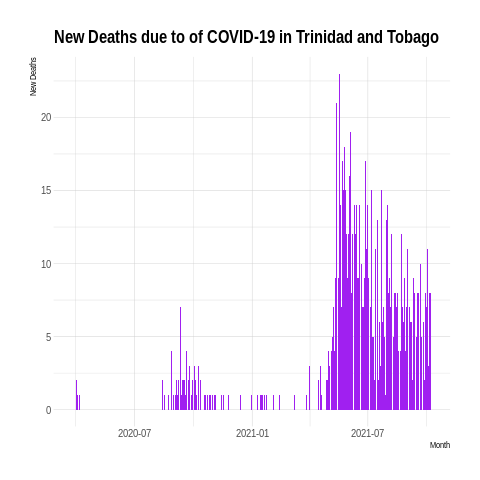 New Deaths due to of COVID-19 in Trinidad and Tobago
New Deaths
20
15
10
5
0
2020-07 2021-01 2021-07
Month